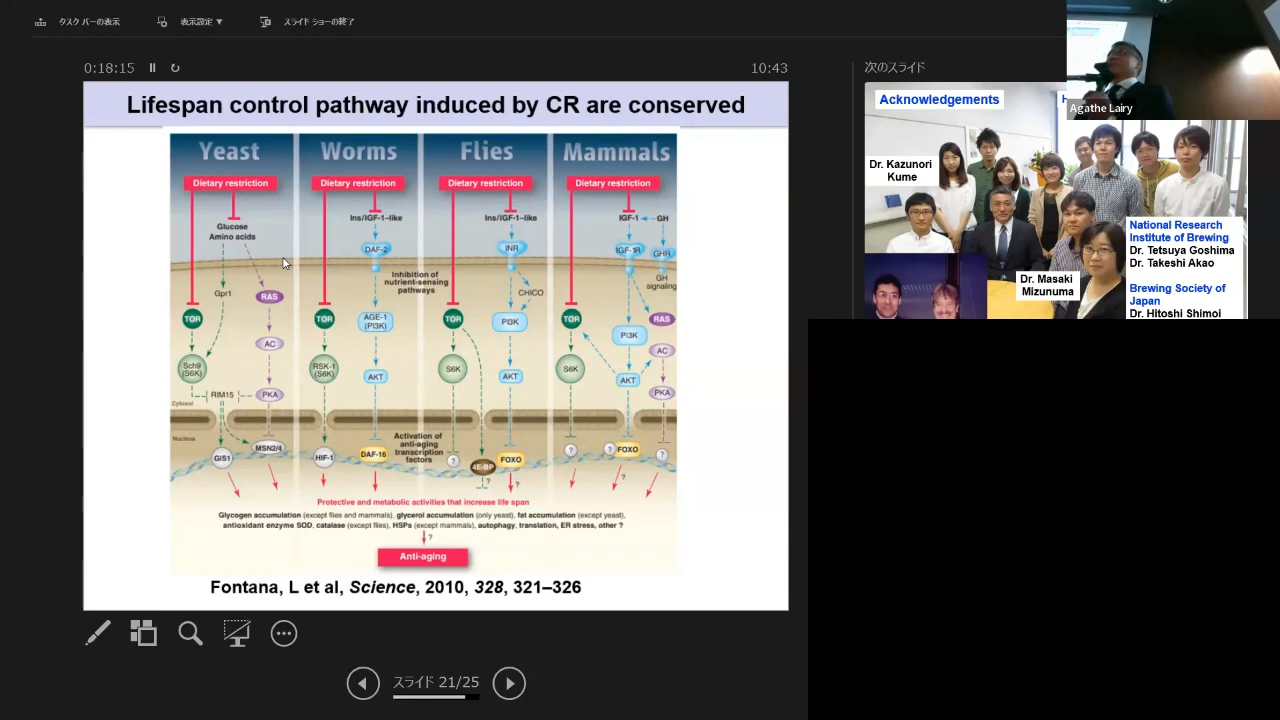 タスク バーの表示
表示設定 ▼
スライド ショーの終了
0:18:15
10:43
次のスライド
Lifespan control pathway induced by CR are conserved
Yeast
Worms
Flies
Mammals
Dietary restriction
Dietary restriction
Dietary restriction
Dietary restriction
Glucose
Amino acids
Ins/IGF-1–like
Ins/IGF-1–like
IGF-1
GH
DAF-2
INR
IGF-1R
GHR
Inhibition of
nutrient-sensing
pathways
GH
signaling
Gpr1
RAS
CHICO
TOR
TOR
AGE-1
(PI3K)
TOR
PI3K
TOR
PI3K
RAS
AC
AC
Sch9
(S6K)
RSK-1
(S6K)
AKT
S6K
AKT
S6K
AKT
RIM15
PKA
PKA
Cytosol
Nucleus
GIS1
MSN2/4
HIF-1
DAF-16
Activation of
anti-aging
transcription
factors
?
4E-BP
FOXO
?
?
FOXO
?
?
?
?
Protective and metabolic activities that increase life span
Glycogen accumulation (except flies and mammals), glycerol accumulation (only yeast), fat accumulation (except yeast),
antioxidant enzyme SOD, catalase (except flies), HSPs (except mammals), autophagy, translation, ER stress, other ?
?
Anti-aging
Fontana, L et al, Science, 2010, 328, 321–326
スライド 21/25
Agathe Lairy
Acknowledgements
H
Dr. Kazunori
Kume
Dr. Masaki
Mizunuma
National Research
Institute of Brewing
Dr. Tetsuya Goshima
Dr. Takeshi Akao
Brewing Society of
Japan
Dr. Hitoshi Shimoi